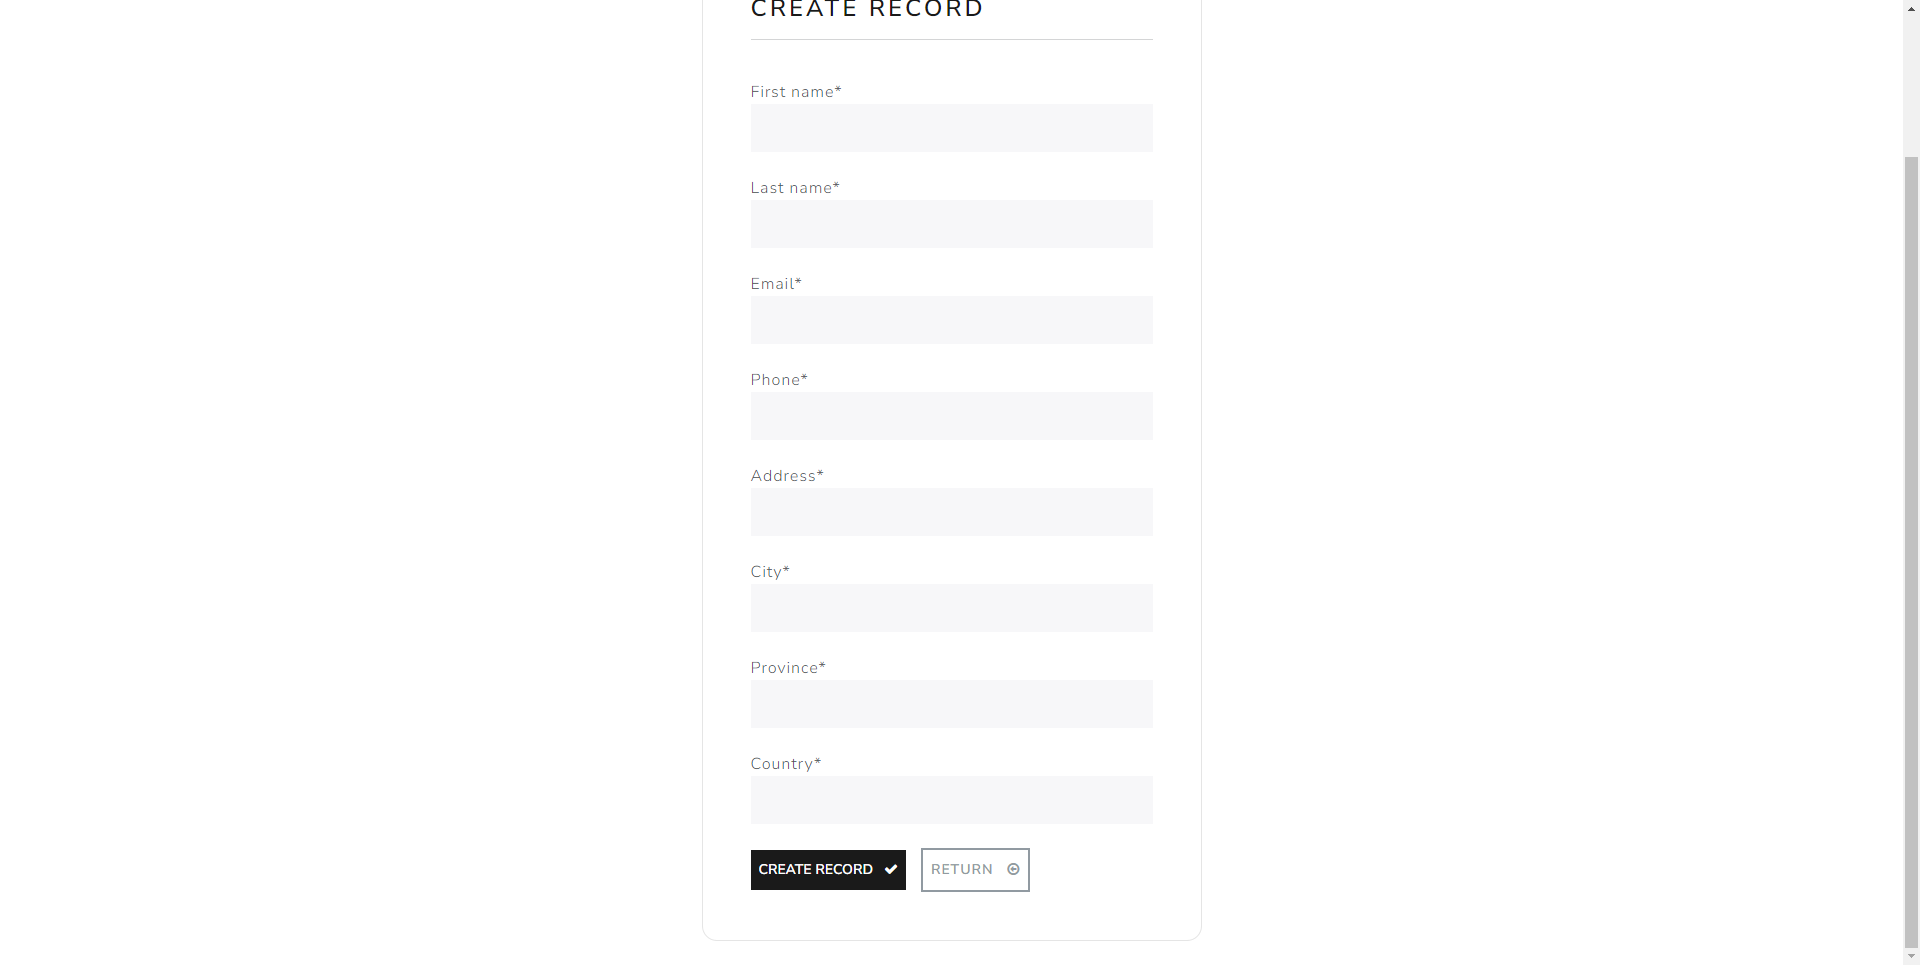 CREATE RECORD
First name*
Last name*
Email*
Phone*
Address*
City*
Province*
Country*
CREATE RECORD RETURN